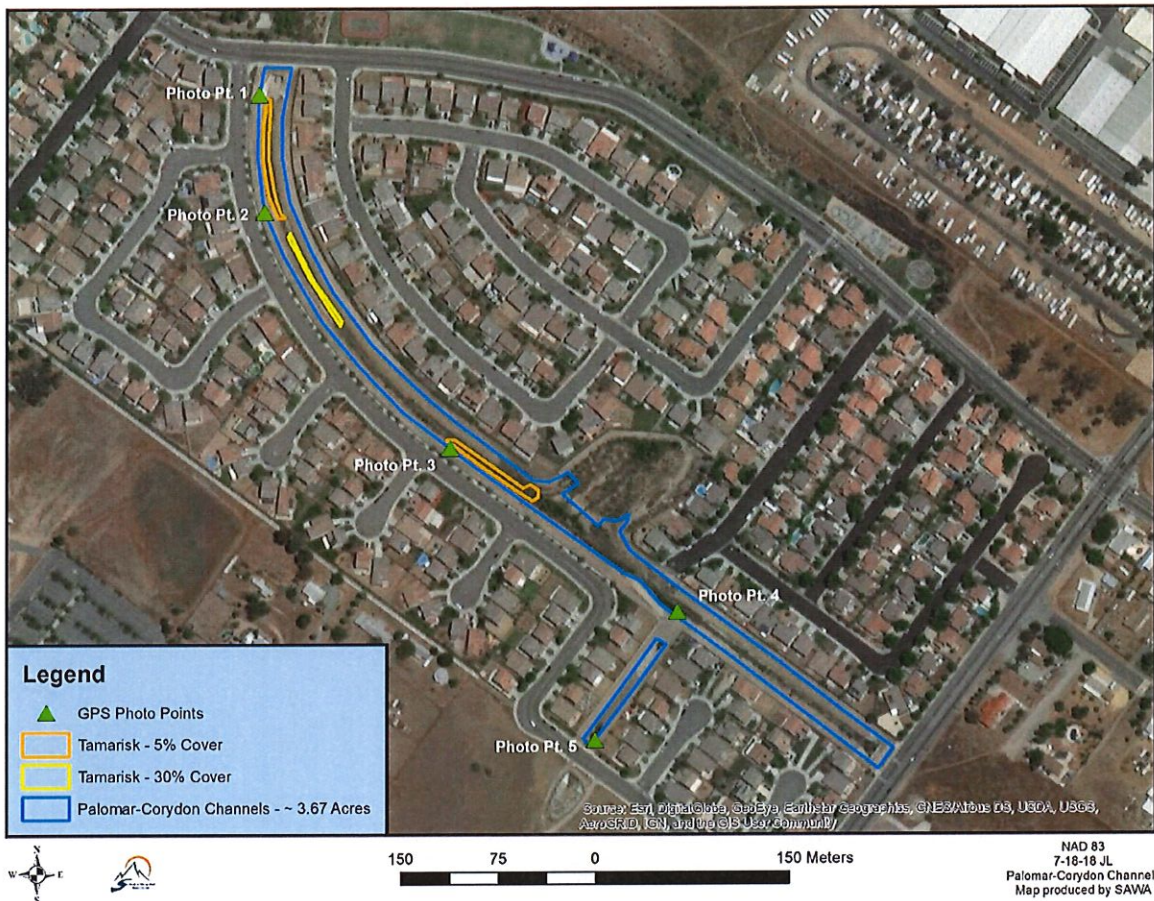 Photo Pt. 1
Photo Pt. 2
Photo Pt. 3
Photo Pt. 4
Photo Pt. 5
Legend
GPS Photo Points
Tamarisk - 5% Cover
Tamarisk - 30% Cover
Palomar-Corydon Channels - ~ 3.67 Acres
Source: Esri, DigitalGlobe, GeoEye, Earthstar Geographics, CNES/Airbus DS, USDA, USGS,
AeroGRID, IGN, and the GIS User Community
N
W E
S
150 75 0 150 Meters
NAD 83
7-18-18 JL
Palomar-Corydon Channel
Map produced by SAWA